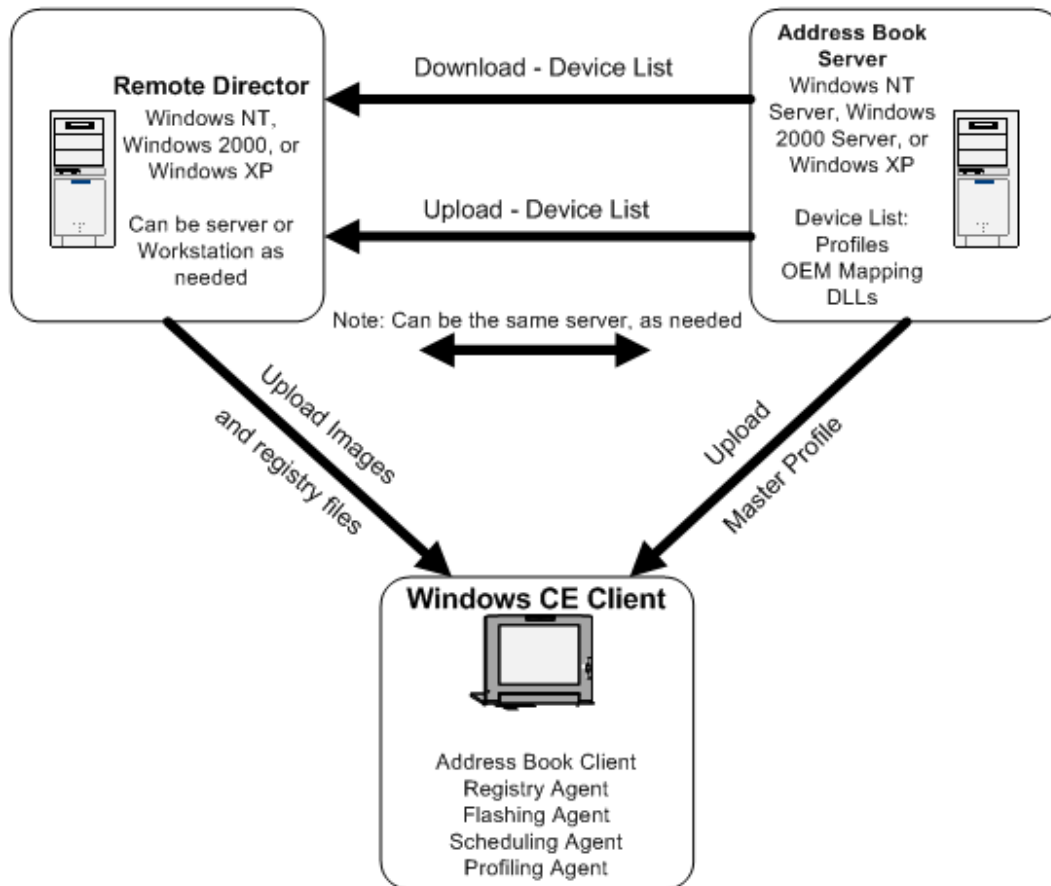 Remote Director
Windows NT,
Windows 2000, or
Windows XP
Can be server or
Workstation as
needed
Download - Device List
Upload - Device List
Note: Can be the same server, as needed
Address Book
Server
Windows NT
Server, Windows
2000 Server, or
Windows XP
Device List:
Profiles
OEM Mapping
DLLs
Upload Images
and registry files
Upload
Master Profile
Windows CE Client
Address Book Client
Registry Agent
Flashing Agent
Scheduling Agent
Profiling Agent